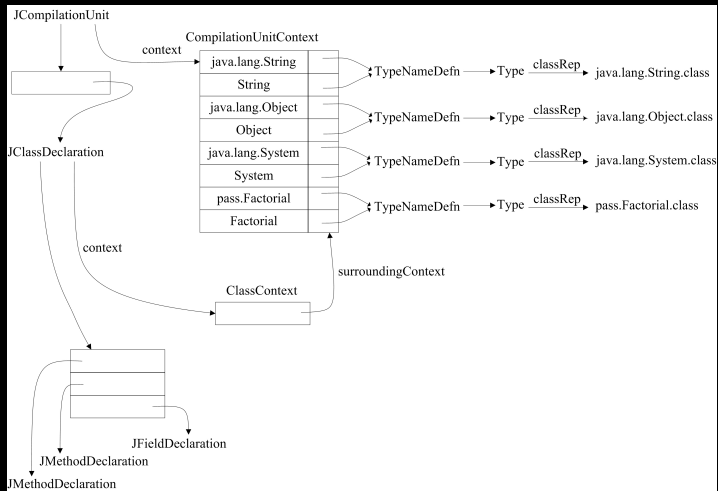 JCompilationUnit
CompilationUnitContext
context
java.lang.String
String
java.lang.Object
Object
java.lang.System
System
pass.Factorial
Factorial
TypeNameDefn Type classRep java.lang.String.class
TypeNameDefn Type classRep java.lang.Object.class
TypeNameDefn Type classRep java.lang.System.class
TypeNameDefn Type classRep pass.Factorial.class
JClassDeclaration
context
surroundingContext
ClassContext
JFieldDeclaration
JMethodDeclaration
JMethodDeclaration